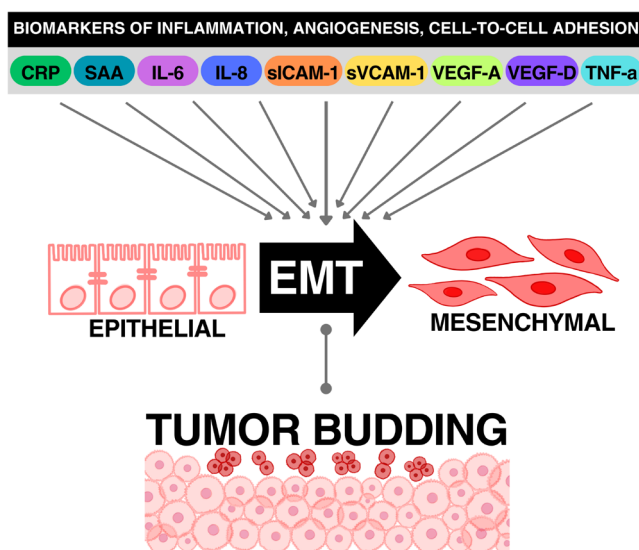 BIOMARKERS OF INFLAMMATION, ANGIOGENESIS, CELL-TO-CELL ADHESION
CRP SAA IL-6 IL-8 sICAM-1 sVCAM-1 VEGF-A VEGF-D TNF-a
EMT
EPITHELIAL
MESENCHYMAL
TUMOR BUDDING